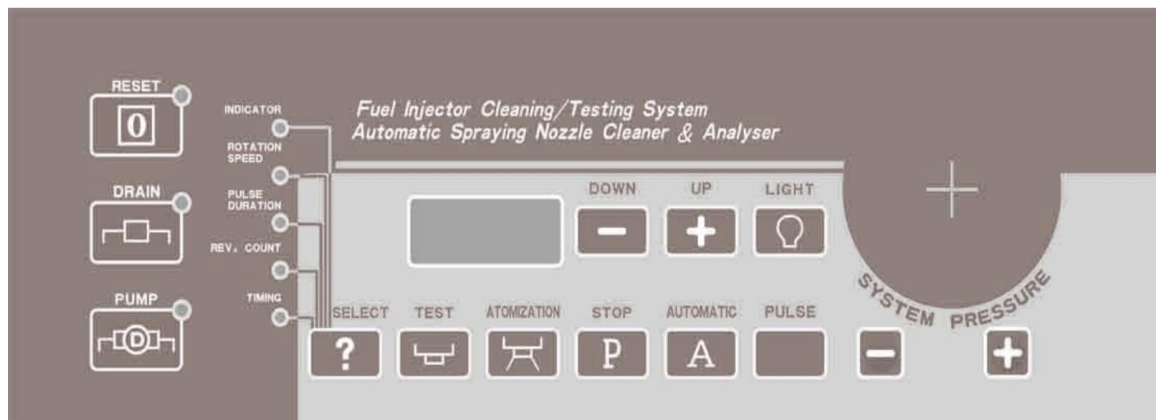 RESET
0
DRAIN
PUMP
D
INDICATOR
ROTATION
SPEED
PULSE
DURATION
REV. COUNT
TIMING
Fuel Injector Cleaning/Testing System
Automatic Spraying Nozzle Cleaner & Analyser
DOWN UP LIGHT
- +
SELECT TEST ATOMIZATION STOP AUTOMATIC PULSE
? P A
SYSTEM PRESSURE
- +